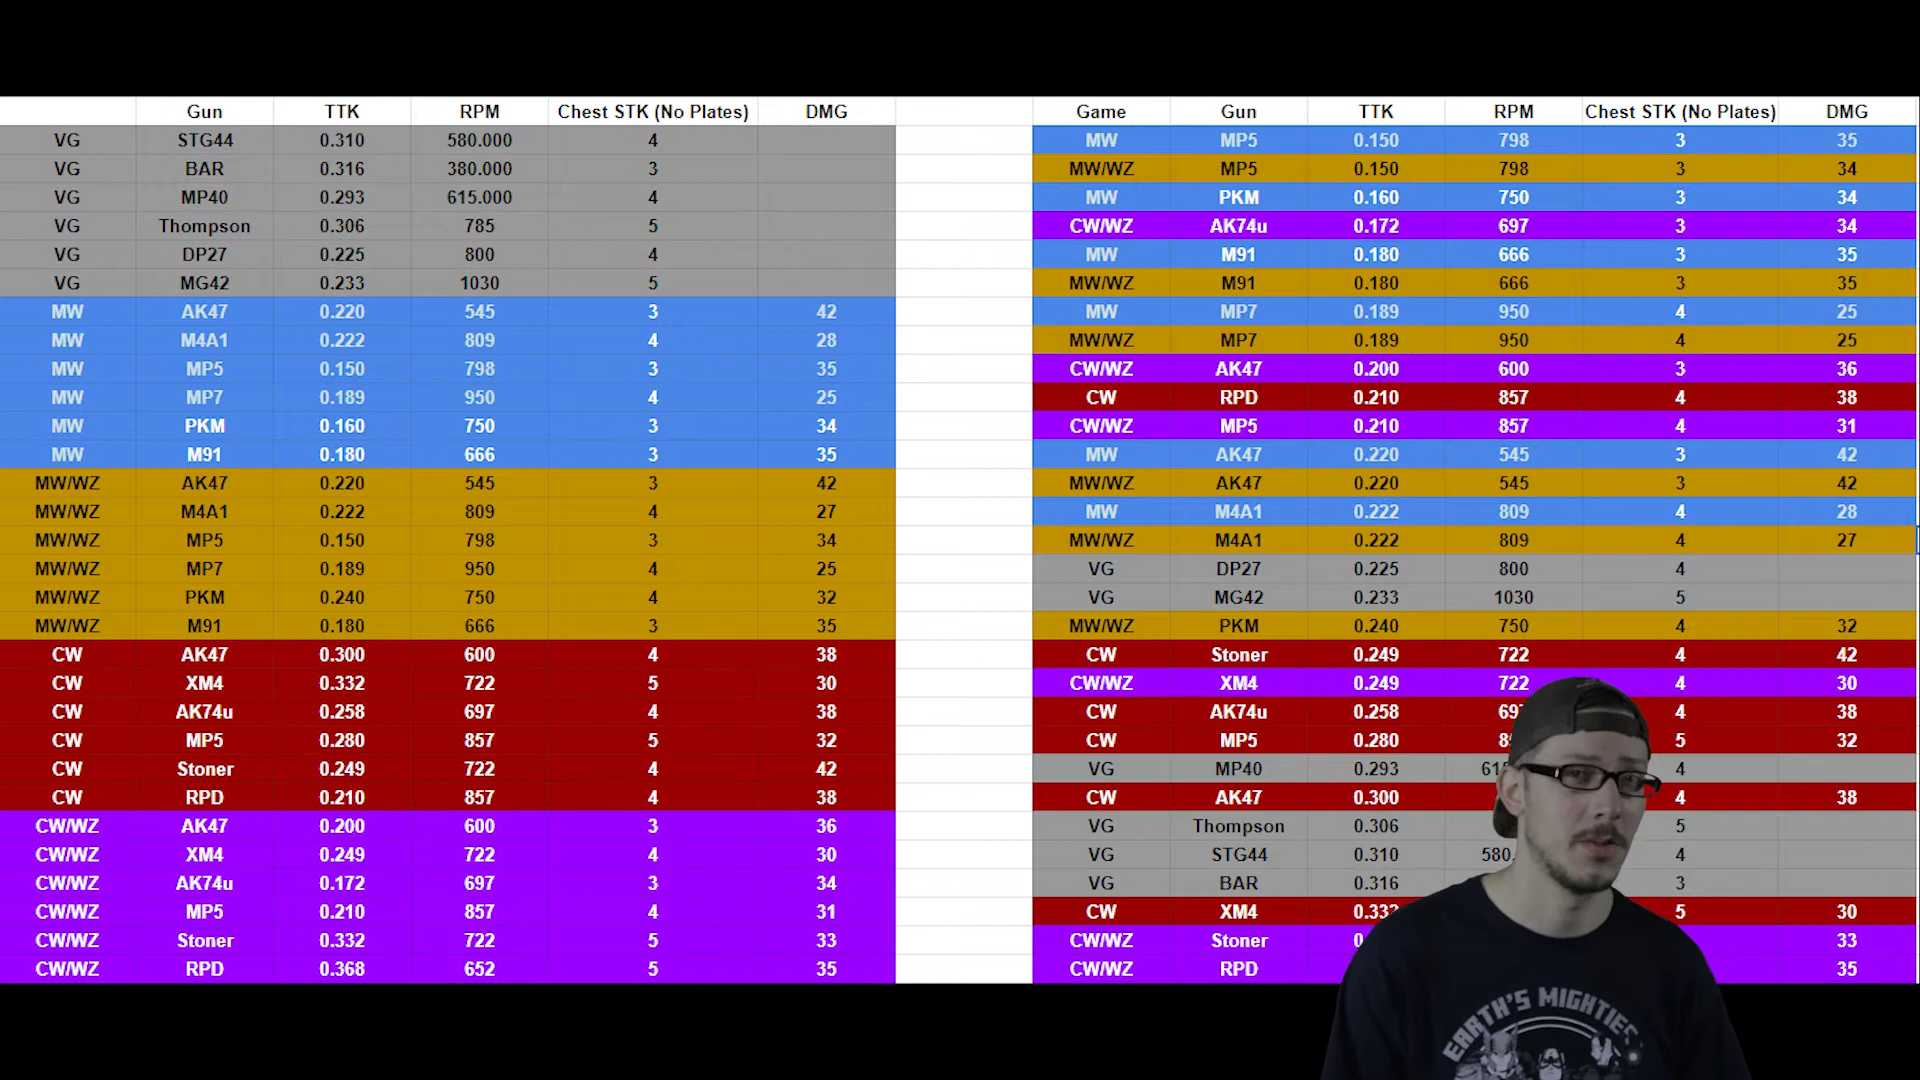 Gun TTK RPM Chest STK (No Plates) DMG
VG STG44 0.310 580.000 4
VG BAR 0.316 380.000 3
VG MP40 0.293 615.000 4
VG Thompson 0.306 785 5
VG DP27 0.225 800 4
VG MG42 0.233 1030 5
MW AK47 0.220 545 3 42
MW M4A1 0.222 809 4 28
MW MP5 0.150 798 3 35
MW MP7 0.189 950 4 25
MW PKM 0.160 750 3 34
MW M91 0.180 666 3 35
MW/WZ AK47 0.220 545 3 42
MW/WZ M4A1 0.222 809 4 27
MW/WZ MP5 0.150 798 3 34
MW/WZ MP7 0.189 950 4 25
MW/WZ PKM 0.240 750 4 32
MW/WZ M91 0.180 666 3 35
CW AK47 0.300 600 4 38
CW XM4 0.332 722 5 30
CW AK74u 0.258 697 4 38
CW MP5 0.280 857 5 32
CW Stoner 0.249 722 4 42
CW RPD 0.210 857 4 38
CW/WZ AK47 0.200 600 3 36
CW/WZ XM4 0.249 722 4 30
CW/WZ AK74u 0.172 697 3 34
CW/WZ MP5 0.210 857 4 31
CW/WZ Stoner 0.332 722 5 33
CW/WZ RPD 0.368 652 5 35
Game Gun TTK RPM Chest STK (No Plates) DMG
MW MP5 0.150 798 3 35
MW/WZ MP5 0.150 798 3 34
MW PKM 0.160 750 3 34
CW/WZ AK74u 0.172 697 3 34
MW M91 0.180 666 3 35
MW/WZ M91 0.180 666 3 35
MW MP7 0.189 950 4 25
MW/WZ MP7 0.189 950 4 25
CW/WZ AK47 0.200 600 3 36
CW RPD 0.210 857 4 38
CW/WZ MP5 0.210 857 4 31
MW AK47 0.220 545 3 42
MW/WZ AK47 0.220 545 3 42
MW M4A1 0.222 809 4 28
MW/WZ M4A1 0.222 809 4 27
VG DP27 0.225 800 4
VG MG42 0.233 1030 5
MW/WZ PKM 0.240 750 4 32
CW Stoner 0.249 722 4 42
CW/WZ XM4 0.249 722 4 30
CW AK74u 0.258 697 4 38
CW MP5 0.280 5 32
VG MP40 0.293 4
CW AK47 0.300 4 38
VG Thompson 0.306 5
VG STG44 0.310 580. 4
VG BAR 0.316 3
CW XM4 0.332 5 30
CW/WZ Stoner 33
CW/WZ RPD 35
EARTH'S MIGHTIES